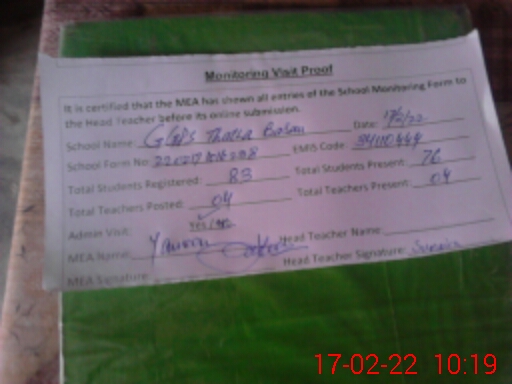 Monitoring Visit Proof
It is certified that the MEA has shown all entries of the School Monitoring Form to
the Head Teacher before its online submission.
School Name: GGPS Thatta Date: 17/2/22
School Form No: EMIS Code:
Total Students Registered: 83 Total Students Present: 76
Total Teachers Posted: 04 Total Teachers Present: 04
Admin Visit: Yes / No
MEA Name: Head Teacher Name:
MEA Signature: Head Teacher Signature:
17-02-22 10:19